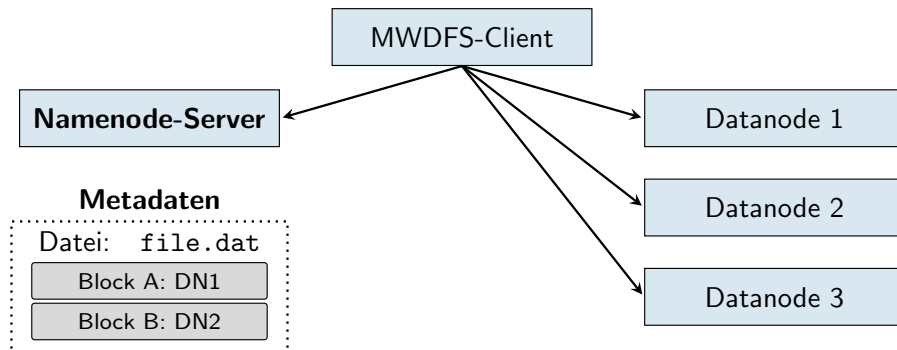 MWDFS-Client
Namenode-Server
Datanode 1
Datanode 2
Datanode 3
Metadaten
Datei: file.dat
Block A: DN1
Block B: DN2